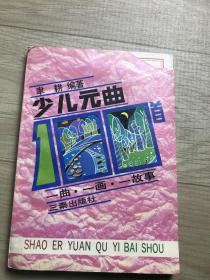 聿 耕 编著
少儿元曲
100首
一曲·一画·一故事
三秦出版社
SHAO ER YUAN QU YI BAI SHOU